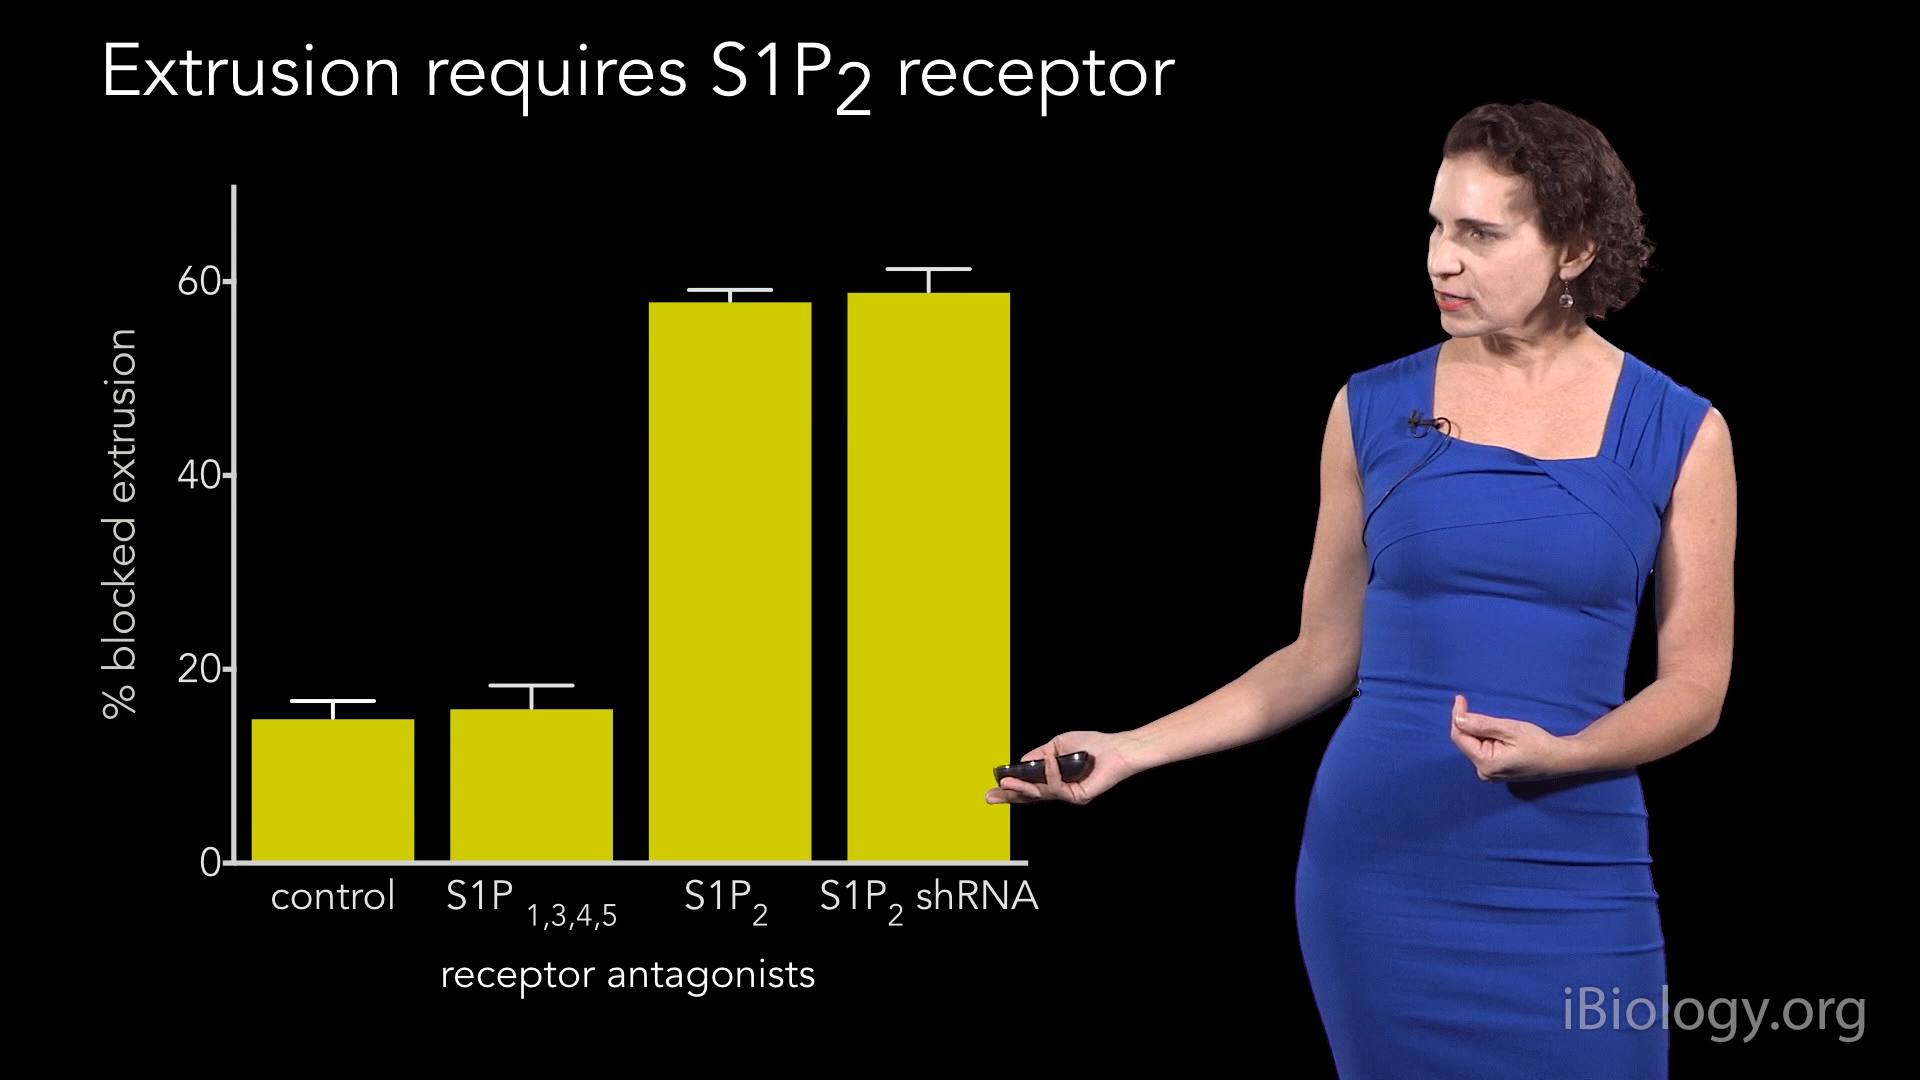 Extrusion requires S1P2 receptor
% blocked extrusion
60
40
20
0
control
S1P 1,3,4,5
S1P2
S1P2 shRNA
receptor antagonists
iBiology.org